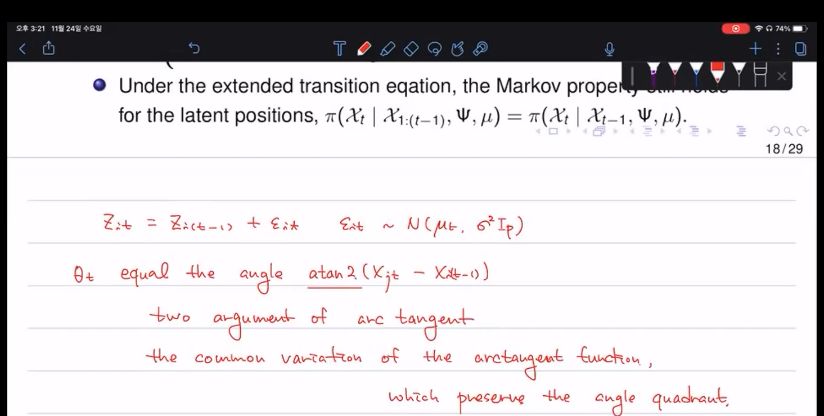 오후 3:21 11월 24일 수요일
74%
Under the extended transition eqation, the Markov property still holds
for the latent positions, π(𝒳t | 𝒳1:(t−1), Ψ, μ) = π(𝒳t | 𝒳t−1, Ψ, μ).
18/29
Zit = Zi(t-1) + εit εit ~ N(μt, σ²Ip)
θt equal the angle atan2(Xjt - Xi(t-1))
two argument of arc tangent
the common variation of the arctangent function,
which preserve the angle quadrant.